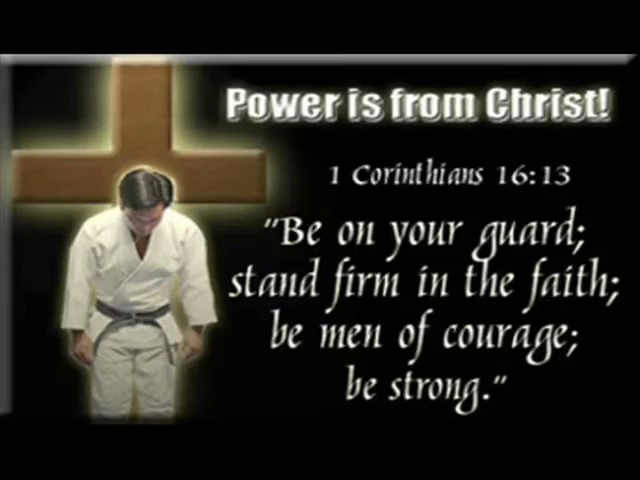 Power is from Christ!
1 Corinthians 16:13
"Be on your guard;
stand firm in the faith;
be men of courage;
be strong."